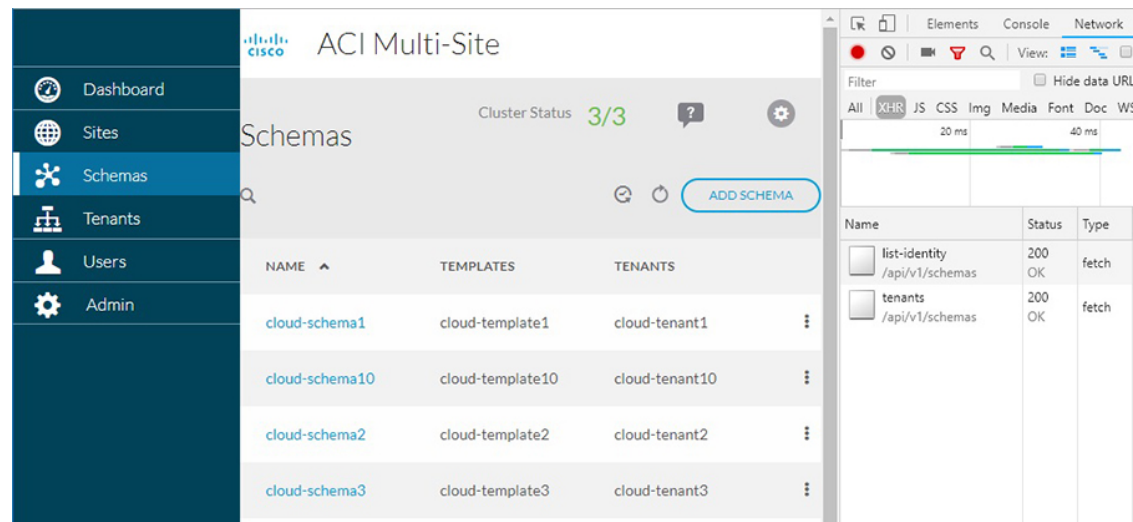 CISCO ACI Multi-Site
Dashboard
Sites
Schemas
Tenants
Users
Admin
Schemas
Cluster Status 3/3 ?
ADD SCHEMA
NAME TEMPLATES TENANTS
cloud-schema1 cloud-template1 cloud-tenant1
cloud-schema10 cloud-template10 cloud-tenant10
cloud-schema2 cloud-template2 cloud-tenant2
cloud-schema3 cloud-template3 cloud-tenant3
Elements Console Network
View:
Filter Hide data URL
All XHR JS CSS Img Media Font Doc WS
20 ms 40 ms
Name Status Type
list-identity 200 fetch
/api/v1/schemas OK
tenants 200 fetch
/api/v1/schemas OK